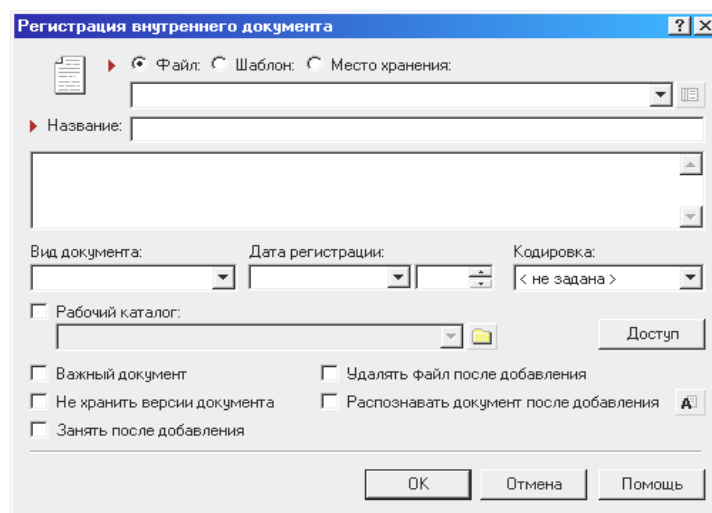 Регистрация внутреннего документа
Файл: Шаблон: Место хранения:
Название:
Вид документа: Дата регистрации: Кодировка:
< не задана >
Рабочий каталог:
Доступ
Важный документ Удалять файл после добавления
Не хранить версии документа Распознавать документ после добавления
Занять после добавления
OK Отмена Помощь